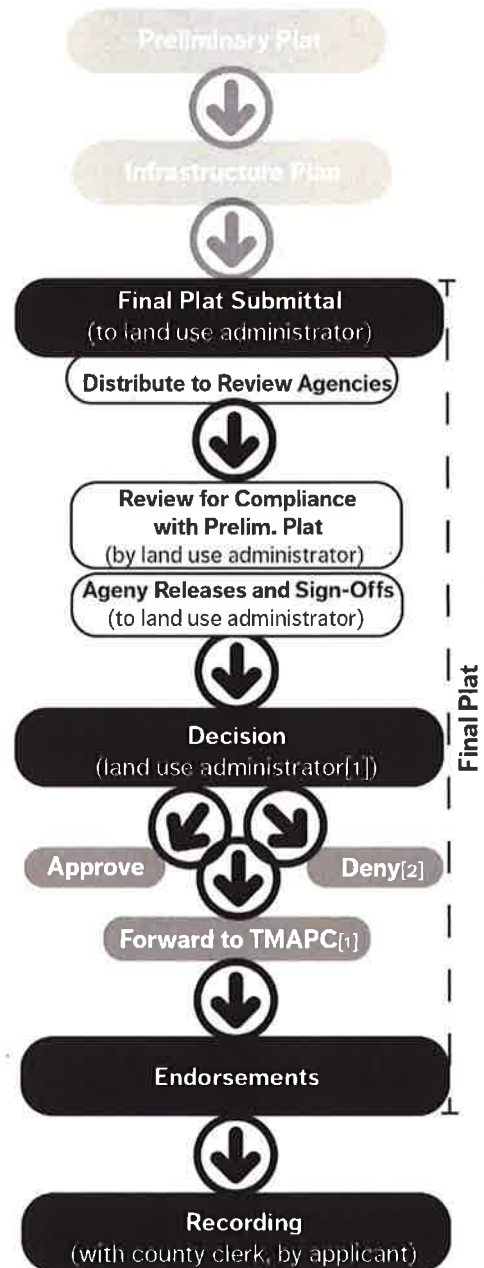 Preliminary Plat
Infrastructure Plan
Final Plat Submittal
(to land use administrator)
Distribute to Review Agencies
Review for Compliance
with Prelim. Plat
(by land use administrator)
Ageny Releases and Sign-Offs
(to land use administrator)
Decision
(land use administrator[1])
Approve
Deny[2]
Forward to TMAPC[1]
Endorsements
Recording
(with county clerk, by applicant)
Final Plat